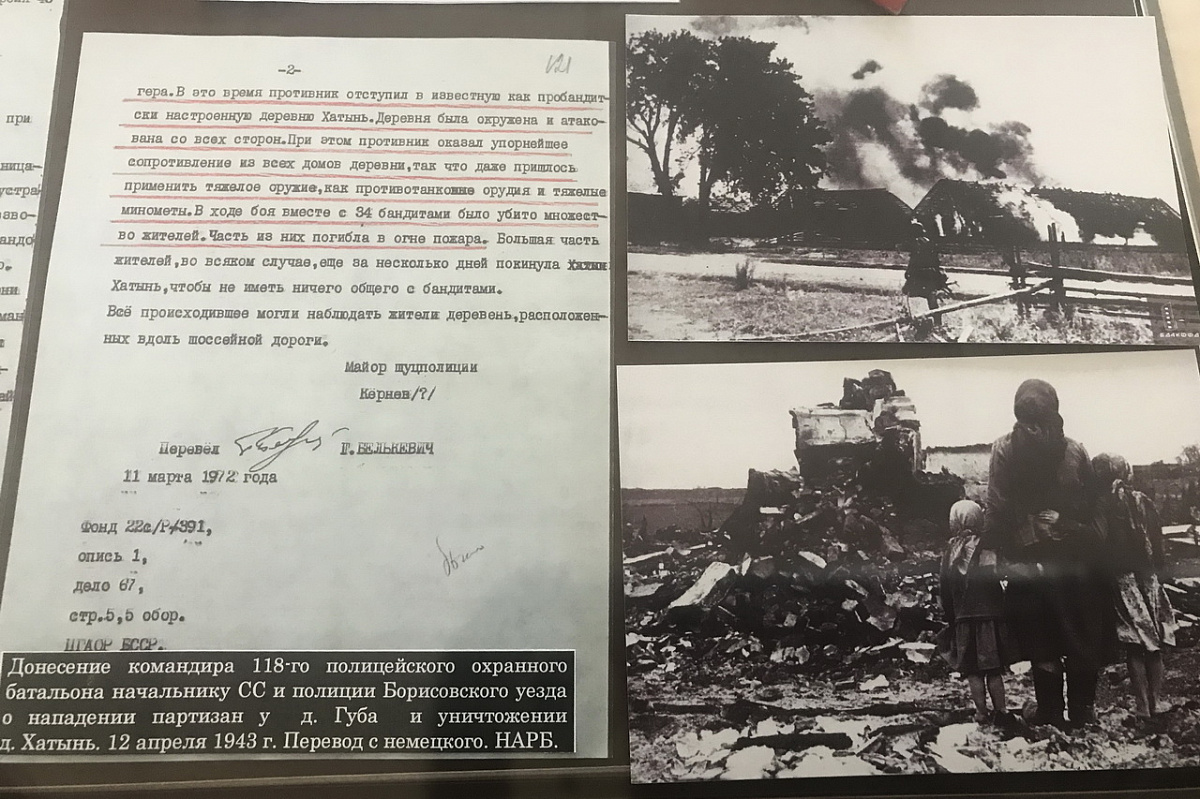 -2-
121
гера.В это время противник отступил в известную как пробандит-
ски настроенную деревню Хатынь.Деревня была окружена и атако-
вана со всех сторон.При этом противник оказал упорнейшее
сопротивление из всех домов деревни,так что даже пришлось
применить тяжелое оружие,как противотанковые орудия и тяжелые
минометы.В ходе боя вместе с 34 бандитами было убито множест-
во жителей.Часть из них погибла в огне пожара. Большая часть
жителей,во всяком случае,еще за несколько дней покинула Хатын
Хатынь,чтобы не иметь ничего общего с бандитами.
Всё происходившее могли наблюдать жители деревень,расположен-
ных вдоль шоссейной дороги.
Майор шуцполиции
Кернев/?/
Перевёл Г.БЕЛЬКЕВИЧ
11 марта 1972 года
Фонд 22с/Р-391,
опись 1,
дело 67,
стр.5,5 обор.
ЦГАОР БССР.
Донесение командира 118-го полицейского охранного
батальона начальнику СС и полиции Борисовского уезда
о нападении партизан у д. Губа и уничтожении
д. Хатынь. 12 апреля 1943 г. Перевод с немецкого. НАРБ.
при